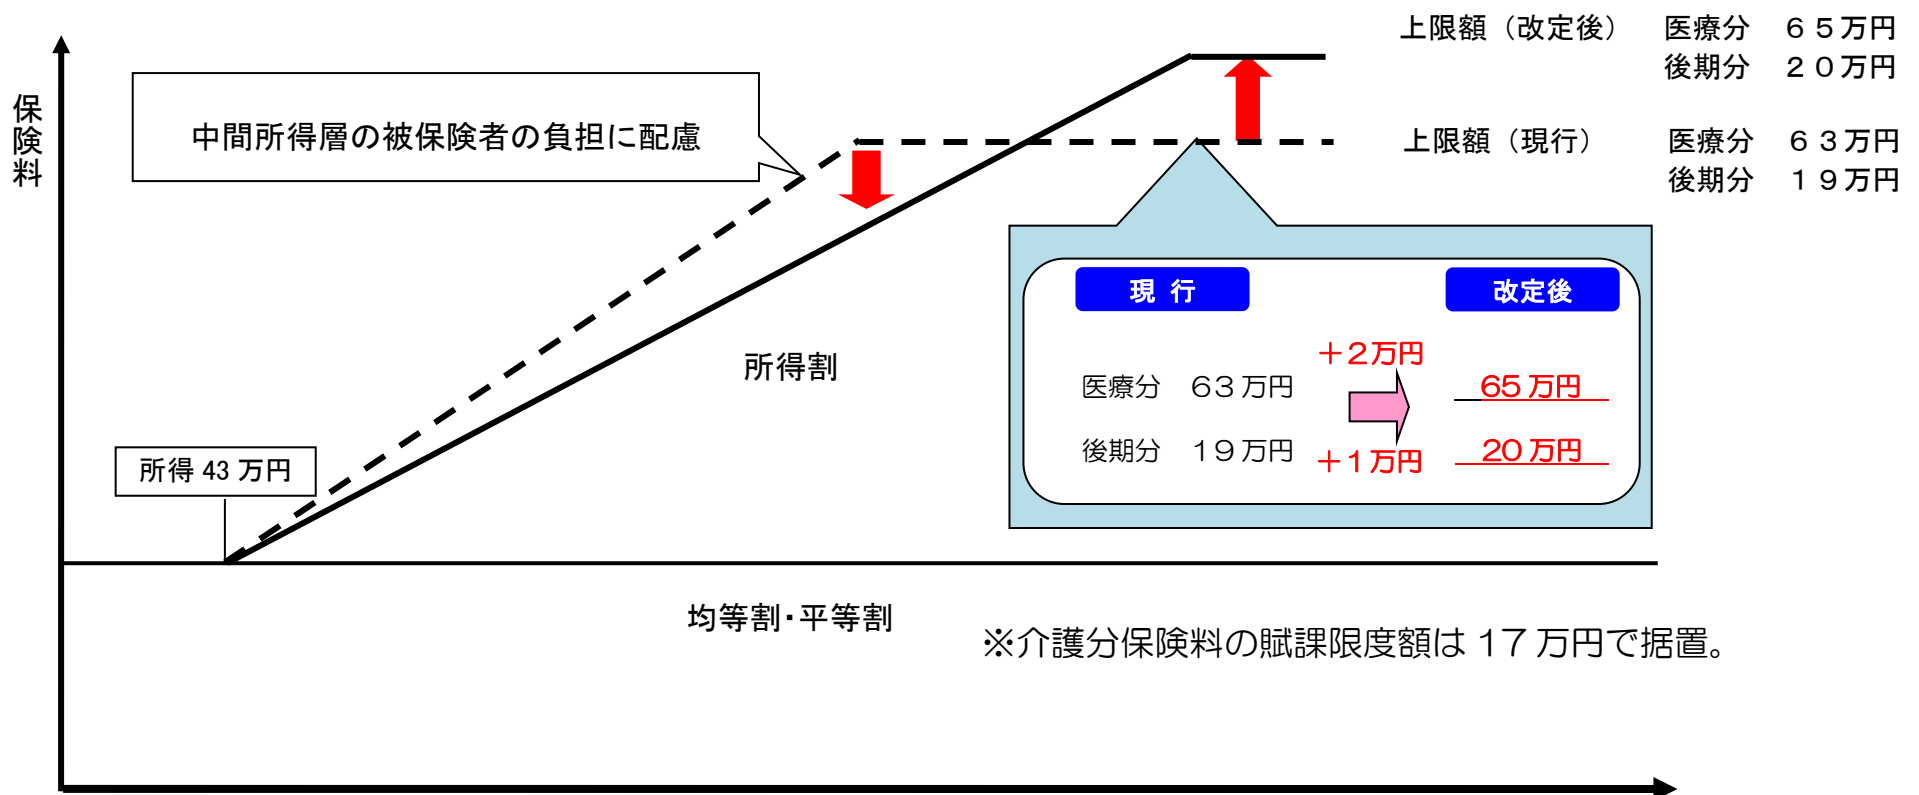 上限額（改定後）　医療分　６５万円
後期分　２０万円
保険料
中間所得層の被保険者の負担に配慮
上限額（現行）　医療分　６３万円
後期分　１９万円
現 行
改定後
所得割
＋２万円
医療分　６３万円
65 万円
所得 43 万円
後期分　１９万円
＋１万円
20 万円
均等割・平等割
※介護分保険料の賦課限度額は 17 万円で据置。